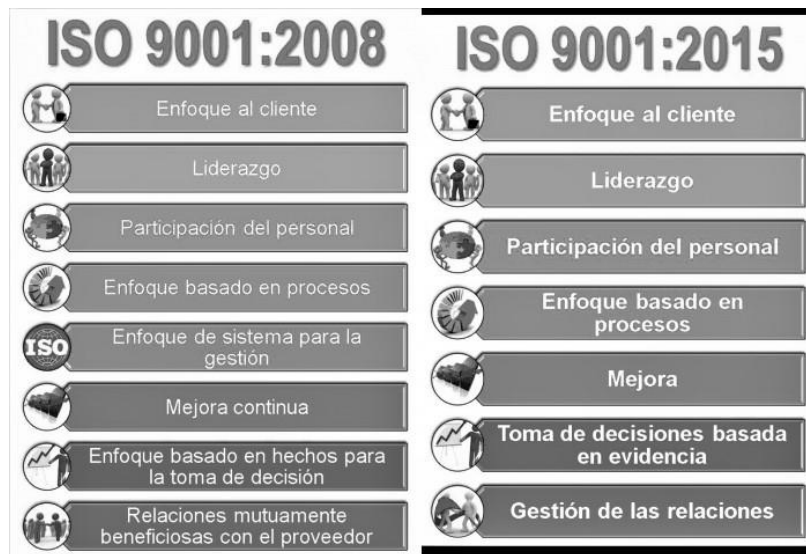 ISO 9001:2008
Enfoque al cliente
Liderazgo
Participación del personal
Enfoque basado en procesos
ISO
Enfoque de sistema para la
gestión
Mejora continua
Enfoque basado en hechos para
la toma de decisión
Relaciones mutuamente
beneficiosas con el proveedor
ISO 9001:2015
Enfoque al cliente
Liderazgo
Participación del personal
Enfoque basado en
procesos
Mejora
Toma de decisiones basada
en evidencia
Gestión de las relaciones